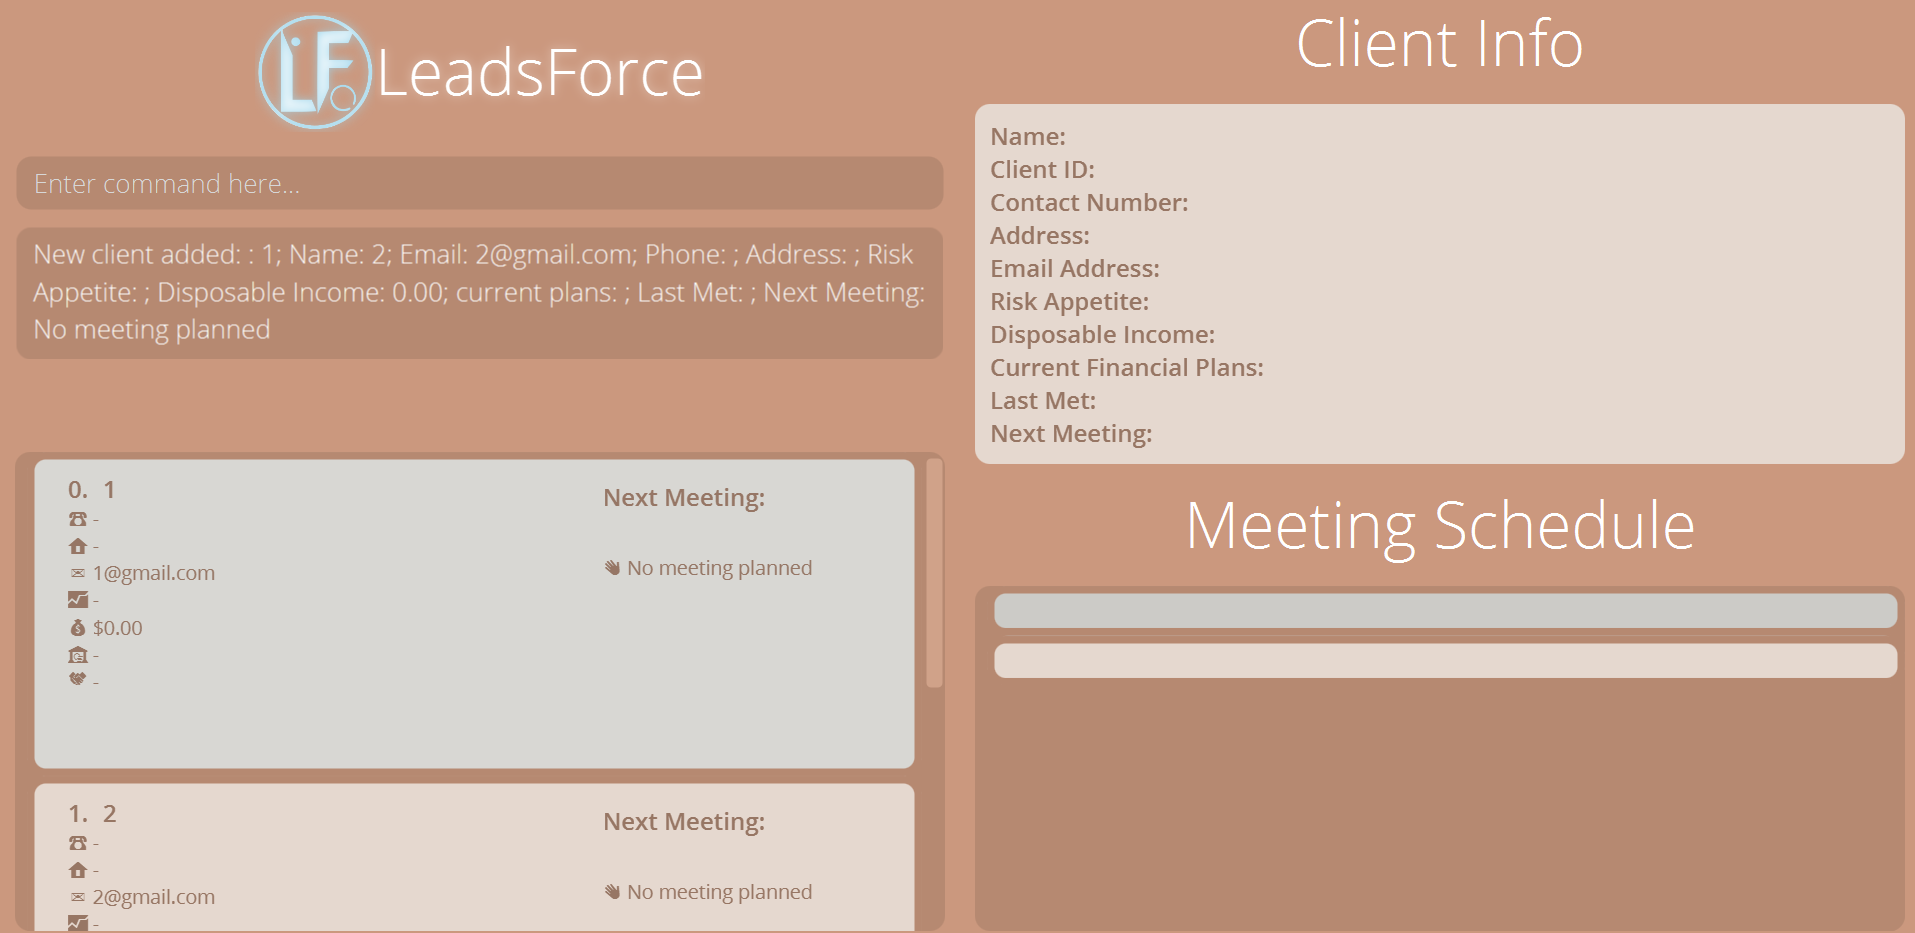 LeadsForce
Enter command here...
New client added: : 1; Name: 2; Email: 2@gmail.com; Phone: ; Address: ; Risk
Appetite: ; Disposable Income: 0.00; current plans: ; Last Met: ; Next Meeting:
No meeting planned
0. 1
-
-
1@gmail.com
-
$0.00
-
-
Next Meeting:
No meeting planned
1. 2
-
-
2@gmail.com
-
Next Meeting:
No meeting planned
Client Info
Name:
Client ID:
Contact Number:
Address:
Email Address:
Risk Appetite:
Disposable Income:
Current Financial Plans:
Last Met:
Next Meeting:
Meeting Schedule